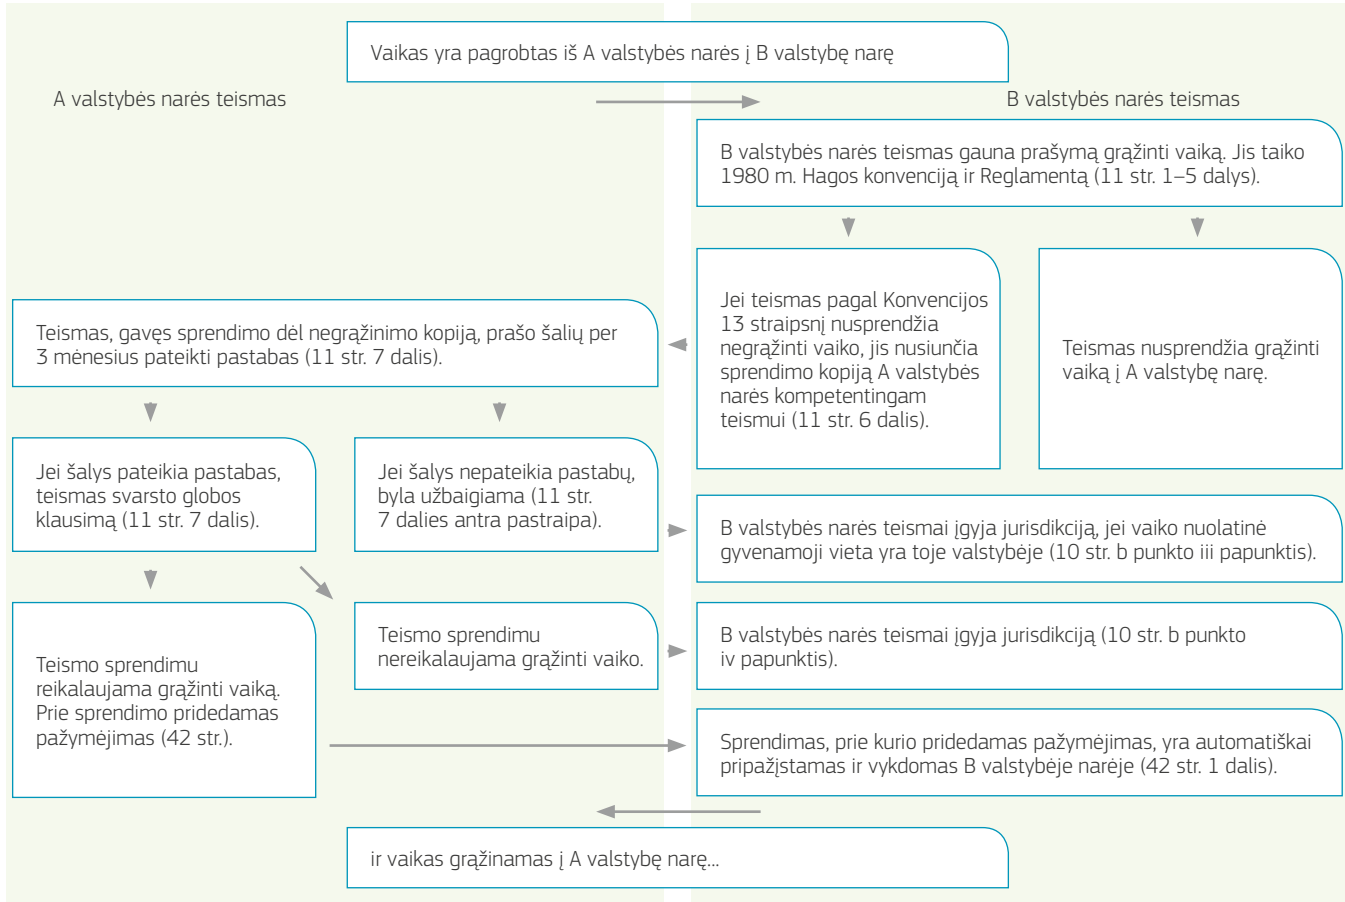 Vaikas yra pagrobtas iš A valstybės narės į B valstybę narę
A valstybės narės teismas
B valstybės narės teismas
B valstybės narės teismas gauna prašymą grąžinti vaiką. Jis taiko
1980 m. Hagos konvenciją ir Reglamentą (11 str. 1–5 dalys).
Jei teismas pagal Konvencijos
13 straipsnį nusprendžia
negrąžinti vaiko, jis nusiunčia
sprendimo kopiją A valstybės
narės kompetentingam
teismui (11 str. 6 dalis).
Teismas nusprendžia grąžinti
vaiką į A valstybę narę.
Teismas, gavęs sprendimo dėl negrąžinimo kopiją, prašo šalių per
3 mėnesius pateikti pastabas (11 str. 7 dalis).
Jei šalys pateikia pastabas,
teismas svarsto globos
klausimą (11 str. 7 dalis).
Jei šalys nepateikia pastabų,
byla užbaigiama (11 str.
7 dalies antra pastraipa).
B valstybės narės teismai įgyja jurisdikciją, jei vaiko nuolatinė
gyvenamoji vieta yra toje valstybėje (10 str. b punkto iii papunktis).
Teismo sprendimu
reikalaujama grąžinti vaiką.
Prie sprendimo pridedamas
pažymėjimas (42 str.).
Teismo sprendimu
nereikalaujama grąžinti vaiko.
B valstybės narės teismai įgyja jurisdikciją (10 str. b punkto
iv papunktis).
Sprendimas, prie kurio pridedamas pažymėjimas, yra automatiškai
pripažįstamas ir vykdomas B valstybėje narėje (42 str. 1 dalis).
ir vaikas grąžinamas į A valstybę narę...